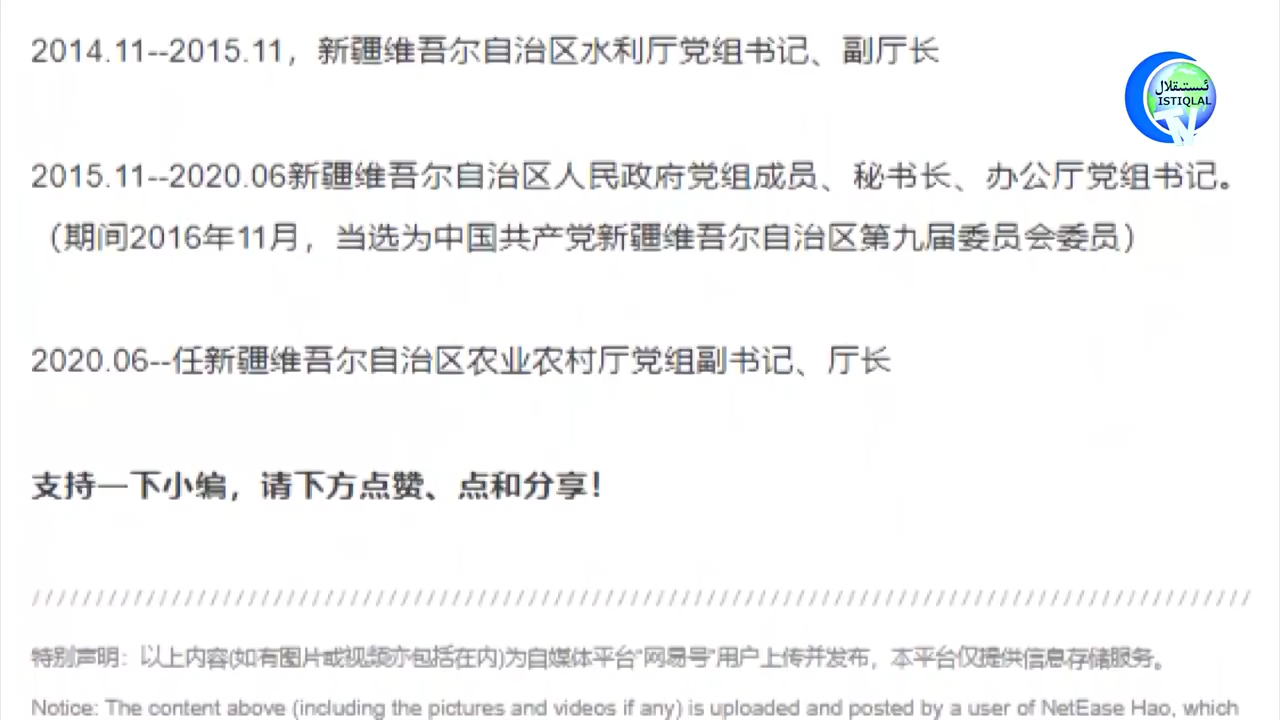 2014.11--2015.11，新疆维吾尔自治区水利厅党组书记、副厅长
ئىستىقلال
ISTIQLAL
TV
2015.11--2020.06新疆维吾尔自治区人民政府党组成员、秘书长、办公厅党组书记。
（期间2016年11月，当选为中国共产党新疆维吾尔自治区第九届委员会委员）
2020.06--任新疆维吾尔自治区农业农村厅党组副书记、厅长
支持一下小编，请下方点赞、点和分享！
////////////////////////////////////////////////////////////////////////////////////////////////
特别声明：以上内容(如有图片或视频亦包括在内)为自媒体平台“网易号”用户上传并发布，本平台仅提供信息存储服务。
Notice: The content above (including the pictures and videos if any) is uploaded and posted by a user of NetEase Hao, which